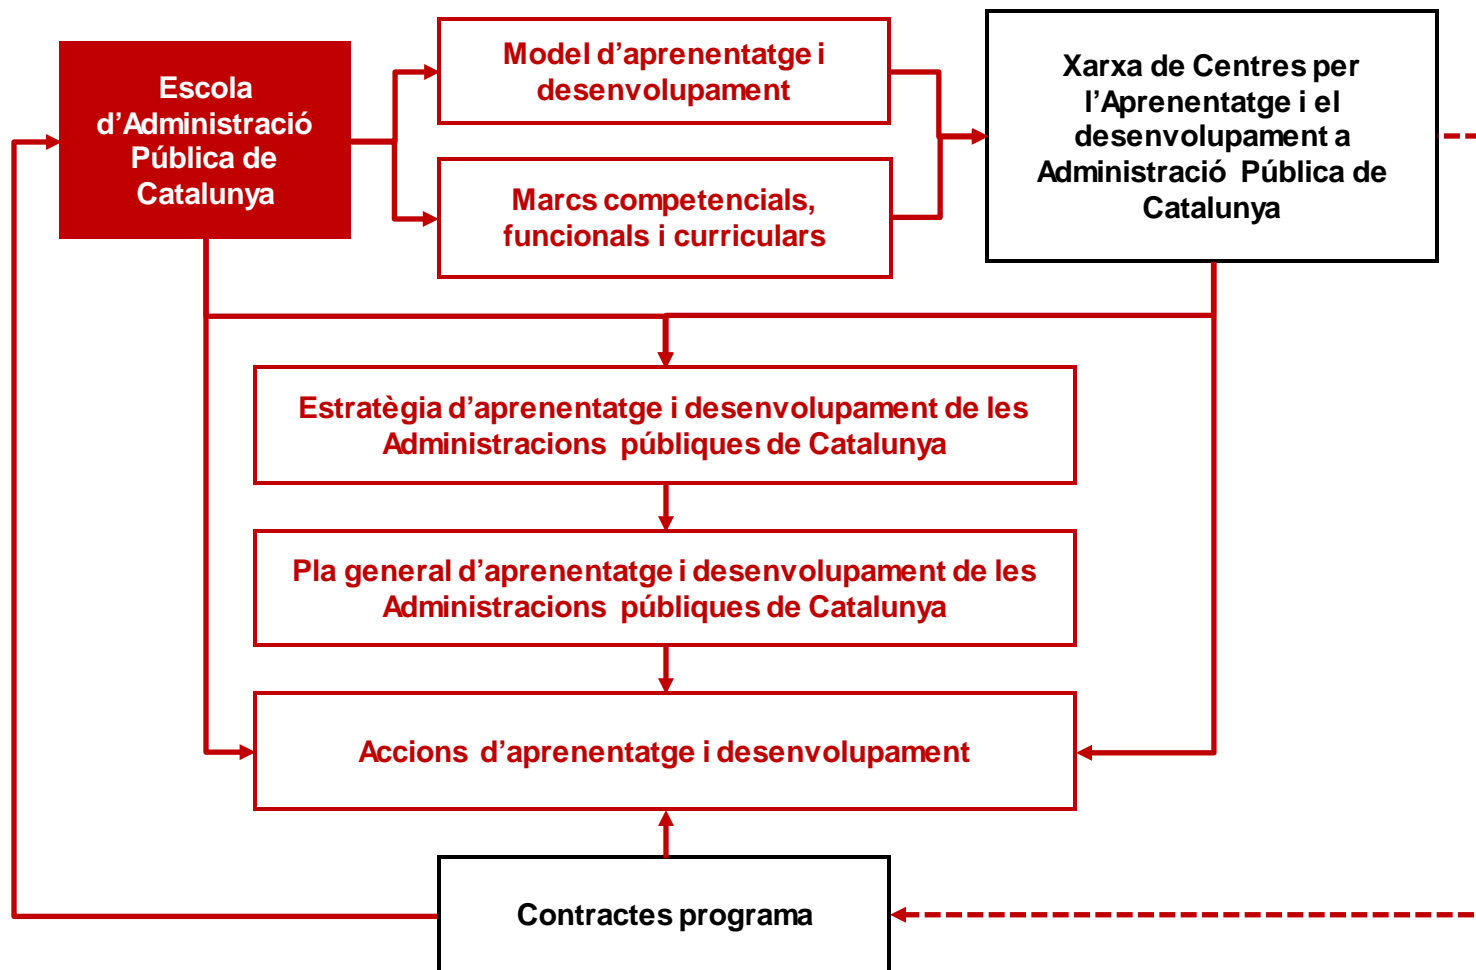 Escola
d’Administració
Pública de
Catalunya
Model d’aprenentatge i
desenvolupament
Marcs competencials,
funcionals i curriculars
Xarxa de Centres per
l’Aprenentatge i el
desenvolupament a
Administració Pública de
Catalunya
Estratègia d’aprenentatge i desenvolupament de les
Administracions públiques de Catalunya
Pla general d’aprenentatge i desenvolupament de les
Administracions públiques de Catalunya
Accions d’aprenentatge i desenvolupament
Contractes programa